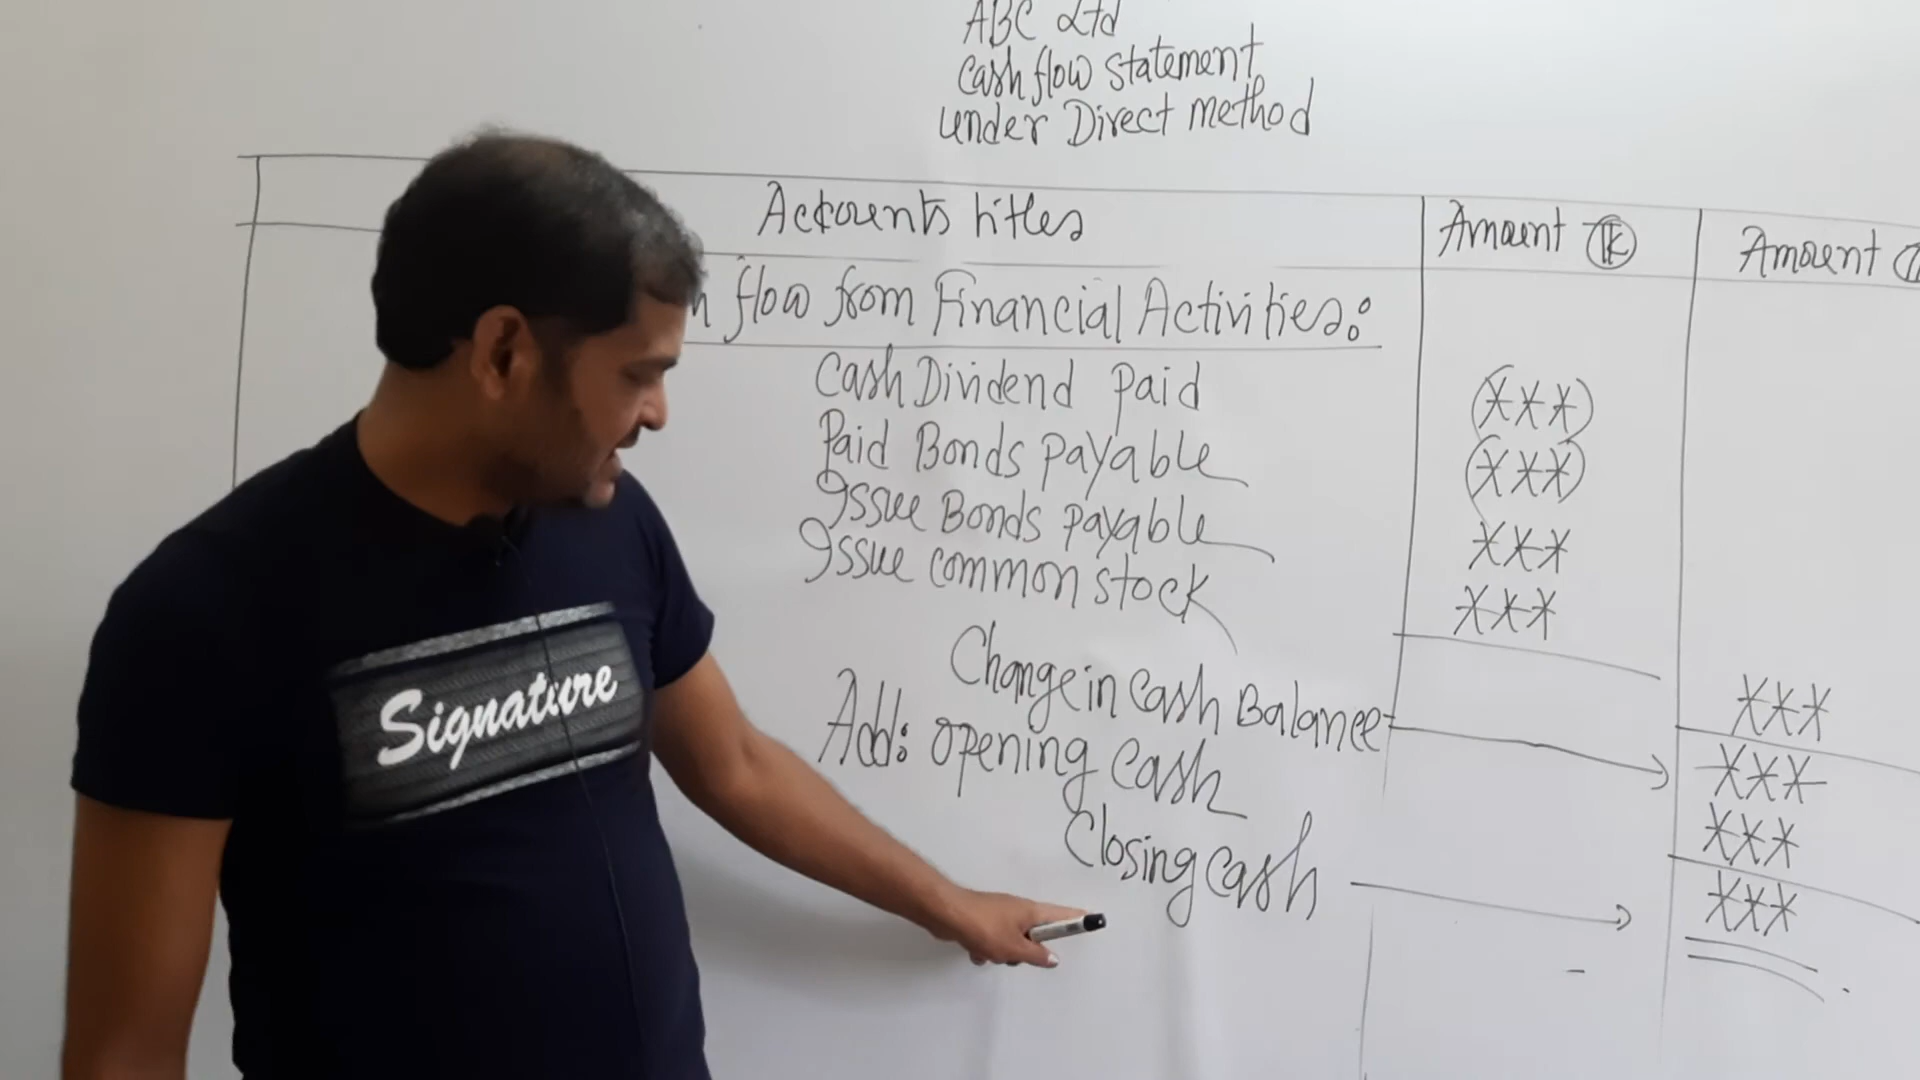 ABC Ltd
Cash flow statement
under Direct method
Accounts titles
Amount Tk
Amount
flow from Financial Activities:
Cash Dividend paid (XXX)
Paid Bonds payable (XXX)
Issue Bonds payable XXX
Issue common stock XXX
XXX
Change in Cash Balance XXX
Add: opening cash XXX
Closing cash XXX
Signature